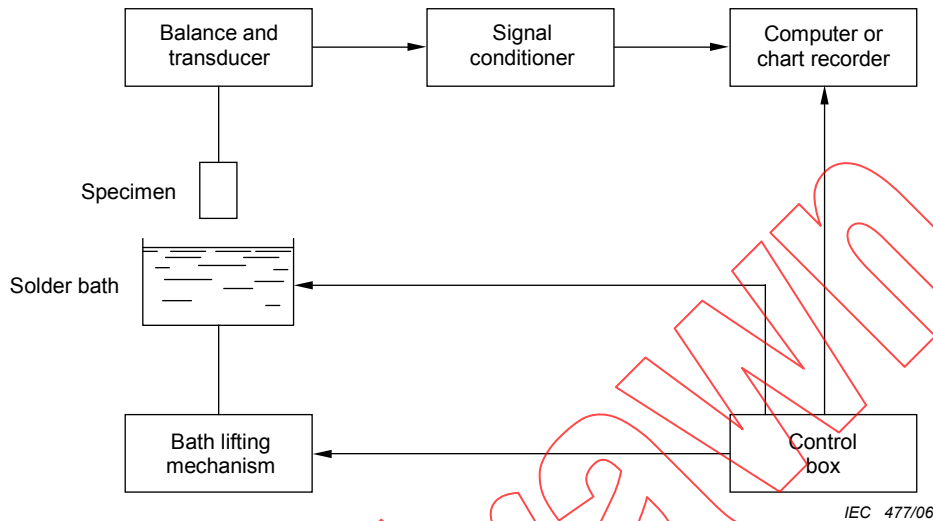 Balance and
transducer
Signal
conditioner
Computer or
chart recorder
Specimen
Solder bath
Bath lifting
mechanism
Control
box
IEC 477/06